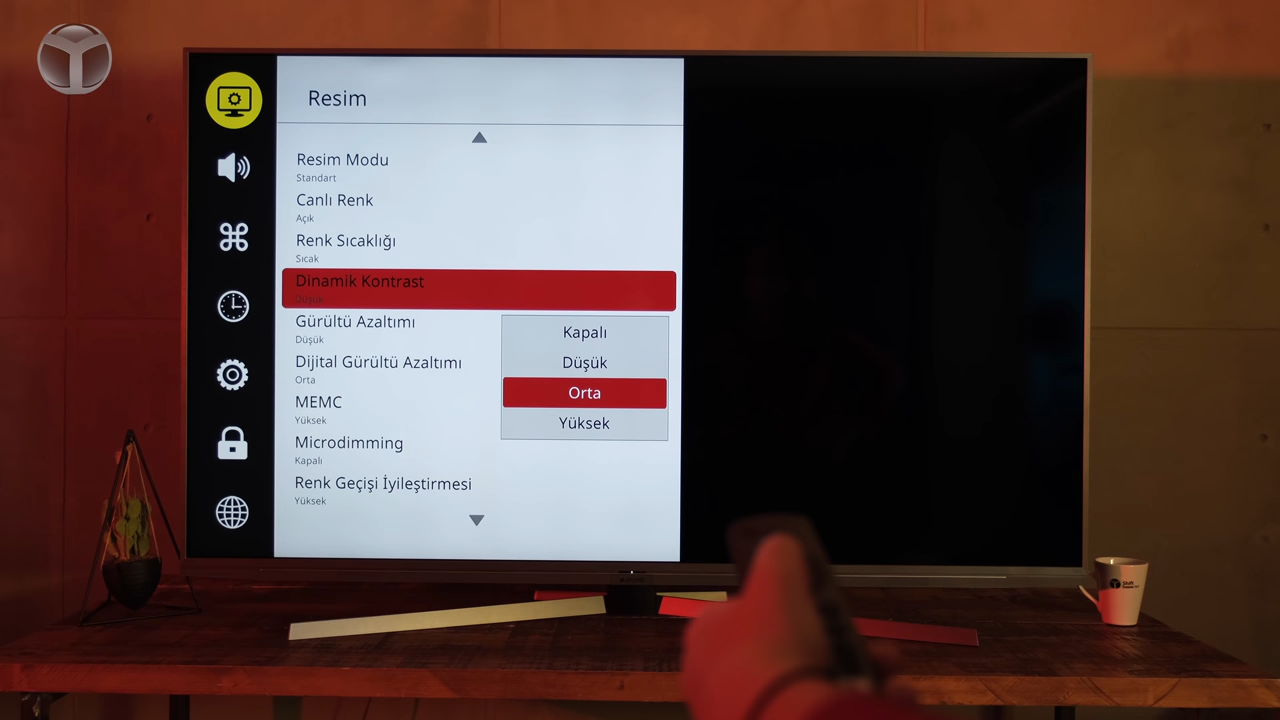 Resim
Resim Modu
Standart
Canlı Renk
Açık
Renk Sıcaklığı
Sıcak
Dinamik Kontrast
Düşük
Gürültü Azaltımı
Düşük
Dijital Gürültü Azaltımı
Orta
MEMC
Yüksek
Microdimming
Kapalı
Renk Geçişi İyileştirmesi
Yüksek
Kapalı
Düşük
Orta
Yüksek